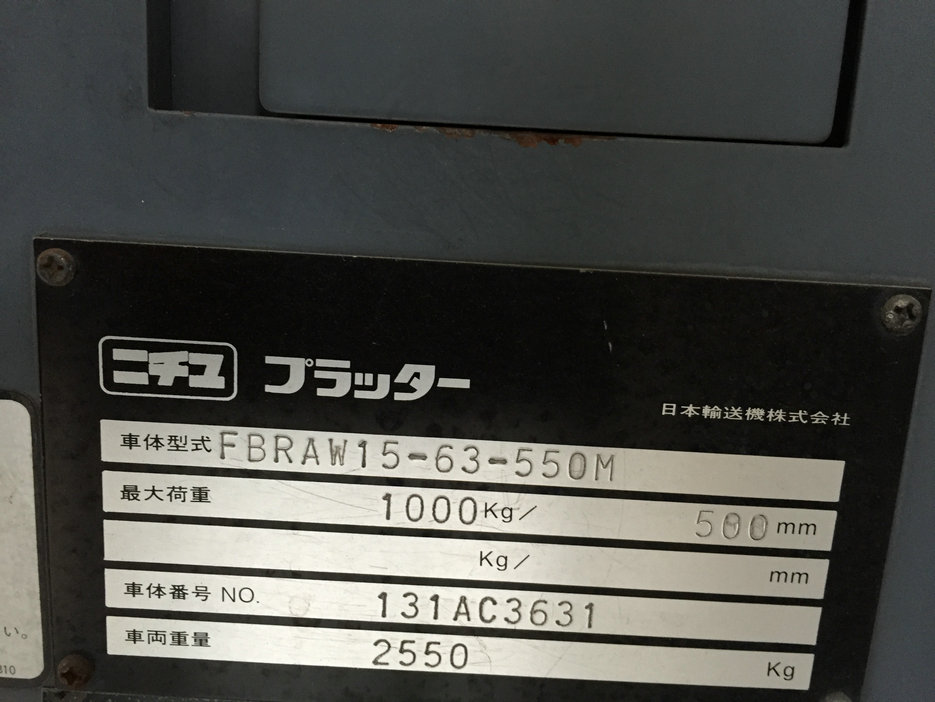 ニチユ プラッター
日本輸送機株式会社
車体型式 FBRAW15-63-550M
最大荷重 1000Kg/ 500mm
Kg/ mm
車体番号 NO. 131AC3631
車両重量 2550 Kg
い。
310